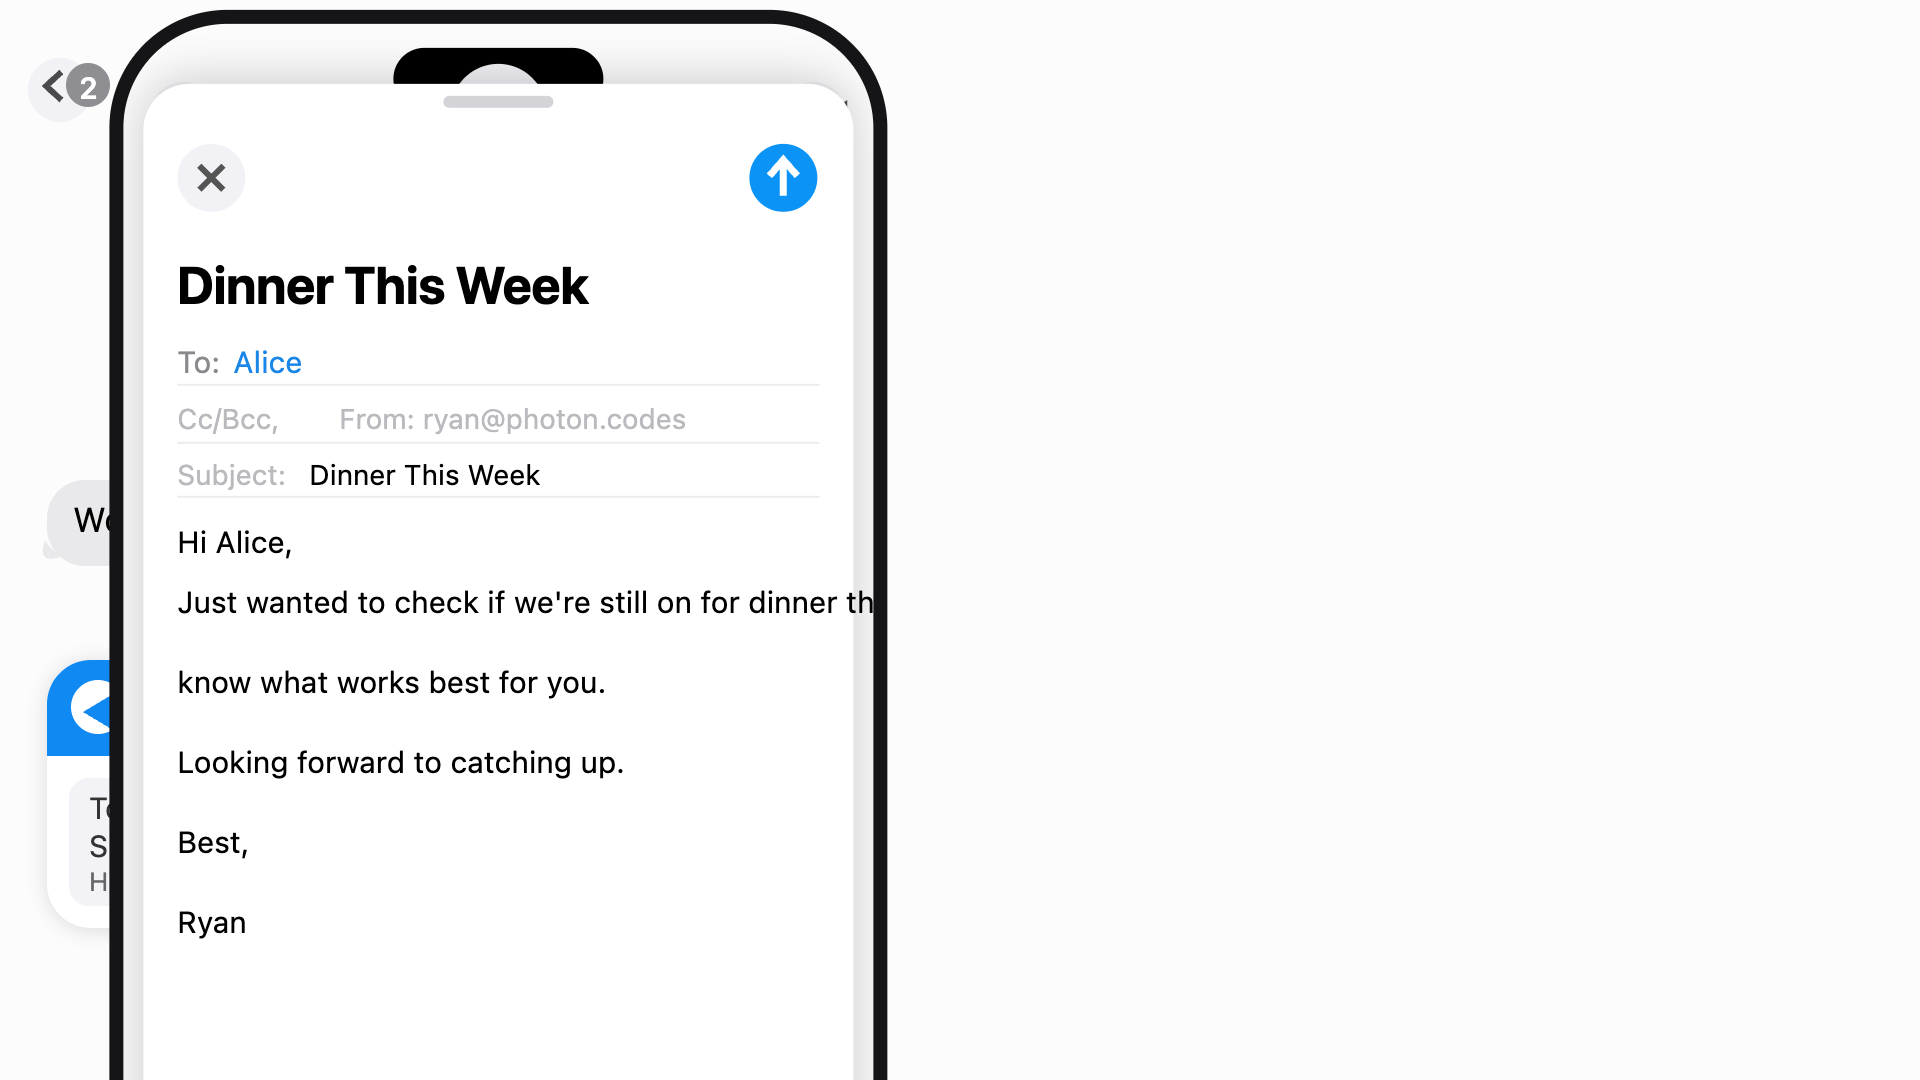 2
Dinner This Week
To: Alice
Cc/Bcc, From: ryan@photon.codes
Subject: Dinner This Week
Hi Alice,
Just wanted to check if we're still on for dinner
know what works best for you.
Looking forward to catching up.
Best,
Ryan